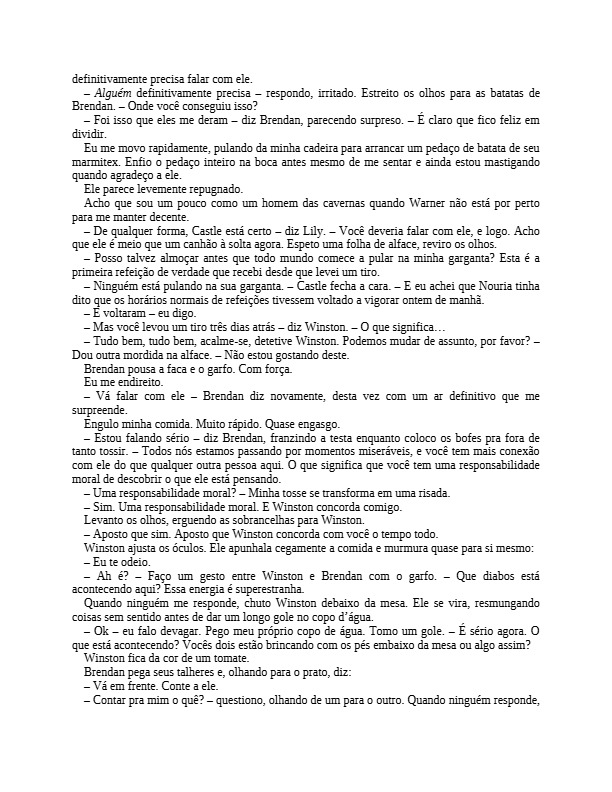 definitivamente precisa falar com ele.
– Alguém definitivamente precisa – respondo, irritado. Estreito os olhos para as batatas de
Brendan. – Onde você conseguiu isso?
– Foi isso que eles me deram – diz Brendan, parecendo surpreso. – É claro que fico feliz em
dividir.
Eu me movo rapidamente, pulando da minha cadeira para arrancar um pedaço de batata de seu
marmitex. Enfio o pedaço inteiro na boca antes mesmo de me sentar e ainda estou mastigando
quando agradeço a ele.
Ele parece levemente repugnado.
Acho que sou um pouco como um homem das cavernas quando Warner não está por perto
para me manter decente.
– De qualquer forma, Castle está certo – diz Lily. – Você deveria falar com ele, e logo. Acho
que ele é meio que um canhão à solta agora. Espeto uma folha de alface, reviro os olhos.
– Posso talvez almoçar antes que todo mundo comece a pular na minha garganta? Esta é a
primeira refeição de verdade que recebi desde que levei um tiro.
– Ninguém está pulando na sua garganta. – Castle fecha a cara. – E eu achei que Nouria tinha
dito que os horários normais de refeições tivessem voltado a vigorar ontem de manhã.
– E voltaram – eu digo.
– Mas você levou um tiro três dias atrás – diz Winston. – O que significa…
– Tudo bem, tudo bem, acalme-se, detetive Winston. Podemos mudar de assunto, por favor? –
Dou outra mordida na alface. – Não estou gostando deste.
Brendan pousa a faca e o garfo. Com força.
Eu me endireito.
– Vá falar com ele – Brendan diz novamente, desta vez com um ar definitivo que me
surpreende.
Engulo minha comida. Muito rápido. Quase engasgo.
– Estou falando sério – diz Brendan, franzindo a testa enquanto coloco os bofes pra fora de
tanto tossir. – Todos nós estamos passando por momentos miseráveis, e você tem mais conexão
com ele do que qualquer outra pessoa aqui. O que significa que você tem uma responsabilidade
moral de descobrir o que ele está pensando.
– Uma responsabilidade moral? – Minha tosse se transforma em uma risada.
– Sim. Uma responsabilidade moral. E Winston concorda comigo.
Levanto os olhos, erguendo as sobrancelhas para Winston.
– Aposto que sim. Aposto que Winston concorda com você o tempo todo.
Winston ajusta os óculos. Ele apunhala cegamente a comida e murmura quase para si mesmo:
– Eu te odeio.
– Ah é? – Faço um gesto entre Winston e Brendan com o garfo. – Que diabos está
acontecendo aqui? Essa energia é superestranha.
Quando ninguém me responde, chuto Winston debaixo da mesa. Ele se vira, resmungando
coisas sem sentido antes de dar um longo gole no copo d’água.
– Ok – eu falo devagar. Pego meu próprio copo de água. Tomo um gole. – É sério agora. O
que está acontecendo? Vocês dois estão brincando com os pés embaixo da mesa ou algo assim?
Winston fica da cor de um tomate.
Brendan pega seus talheres e, olhando para o prato, diz:
– Vá em frente. Conte a ele.
– Contar pra mim o quê? – questiono, olhando de um para o outro. Quando ninguém responde,